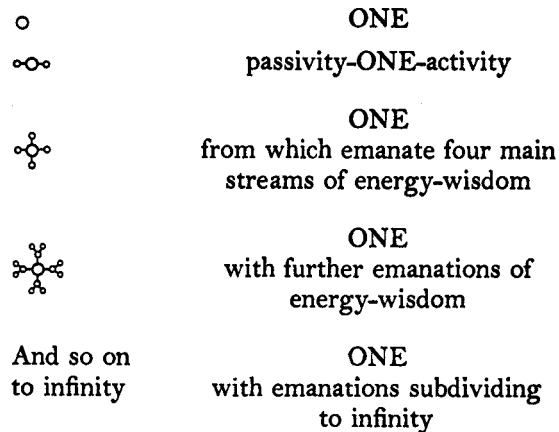 ONE
passivity-ONE-activity
ONE
from which emanate four main
streams of energy-wisdom
ONE
with further emanations of
energy-wisdom
And so on
to infinity
ONE
with emanations subdividing
to infinity